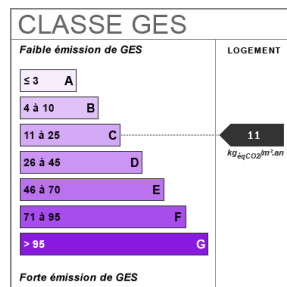 CLASSE GES
Faible émission de GES
LOGEMENT
≤ 3 A
4 à 10 B
11 à 25 C
11
kgéqCO2/m².an
26 à 45 D
46 à 70 E
71 à 95 F
> 95 G
Forte émission de GES